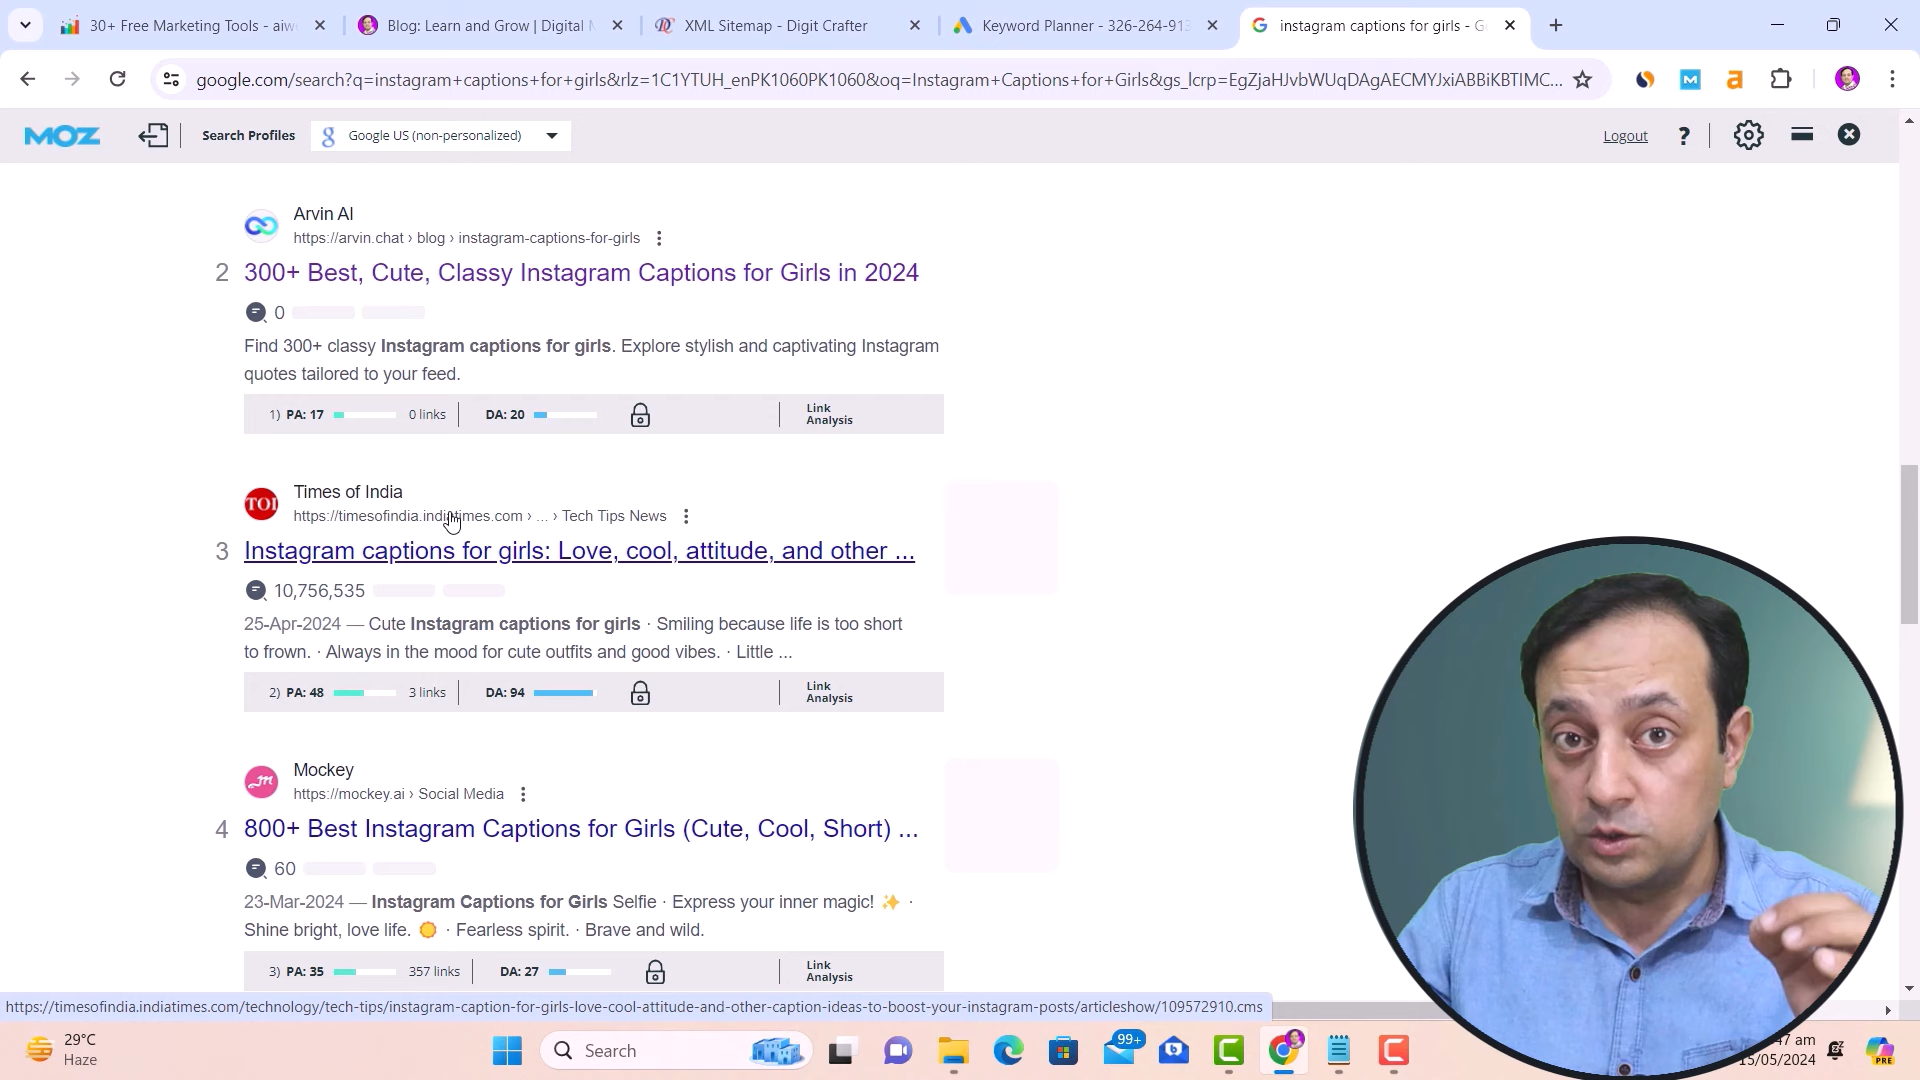 30+ Free Marketing Tools - aiw
Blog: Learn and Grow | Digital M
XML Sitemap - Digit Crafter
Keyword Planner - 326-264-913
instagram captions for girls - G
google.com/search?q=instagram+captions+for+girls&rlz=1C1YTUH_enPK1060PK1060&oq=Instagram+Captions+for+Girls&gs_lcrp=EgZjaHJvbWUqDAgAECMYJxiABBiKBTIMC...
MOZ
Search Profiles
Google US (non-personalized)
Logout
?
Arvin AI
https://arvin.chat › blog › instagram-captions-for-girls
2 300+ Best, Cute, Classy Instagram Captions for Girls in 2024
0
Find 300+ classy Instagram captions for girls. Explore stylish and captivating Instagram
quotes tailored to your feed.
1) PA: 17 0 links DA: 20 Link Analysis
TOI
Times of India
https://timesofindia.indiatimes.com › ... › Tech Tips News
3 Instagram captions for girls: Love, cool, attitude, and other ...
10,756,535
25-Apr-2024 — Cute Instagram captions for girls · Smiling because life is too short
to frown. · Always in the mood for cute outfits and good vibes. · Little ...
2) PA: 48 3 links DA: 94 Link Analysis
Mockey
https://mockey.ai › Social Media
4 800+ Best Instagram Captions for Girls (Cute, Cool, Short) ...
60
23-Mar-2024 — Instagram Captions for Girls Selfie · Express your inner magic! ✨ ·
Shine bright, love life. 🌞 · Fearless spirit. · Brave and wild.
3) PA: 35 357 links DA: 27 Link Analysis
https://timesofindia.indiatimes.com/technology/tech-tips/instagram-caption-for-girls-love-cool-attitude-and-other-caption-ideas-to-boost-your-instagram-posts/articleshow/109572910.cms
29°C
Haze
Search
99+
47 am
15/05/2024
PRE